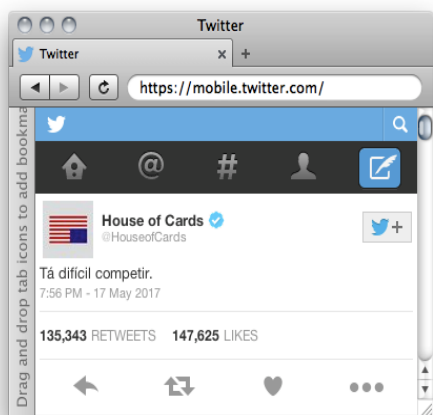 Twitter
Twitter × +
https://mobile.twitter.com/
@ #
House of Cards
@HouseofCards
+
Tá difícil competir.
7:56 PM - 17 May 2017
135,343 RETWEETS 147,625 LIKES
Drag and drop tab icons to add bookma